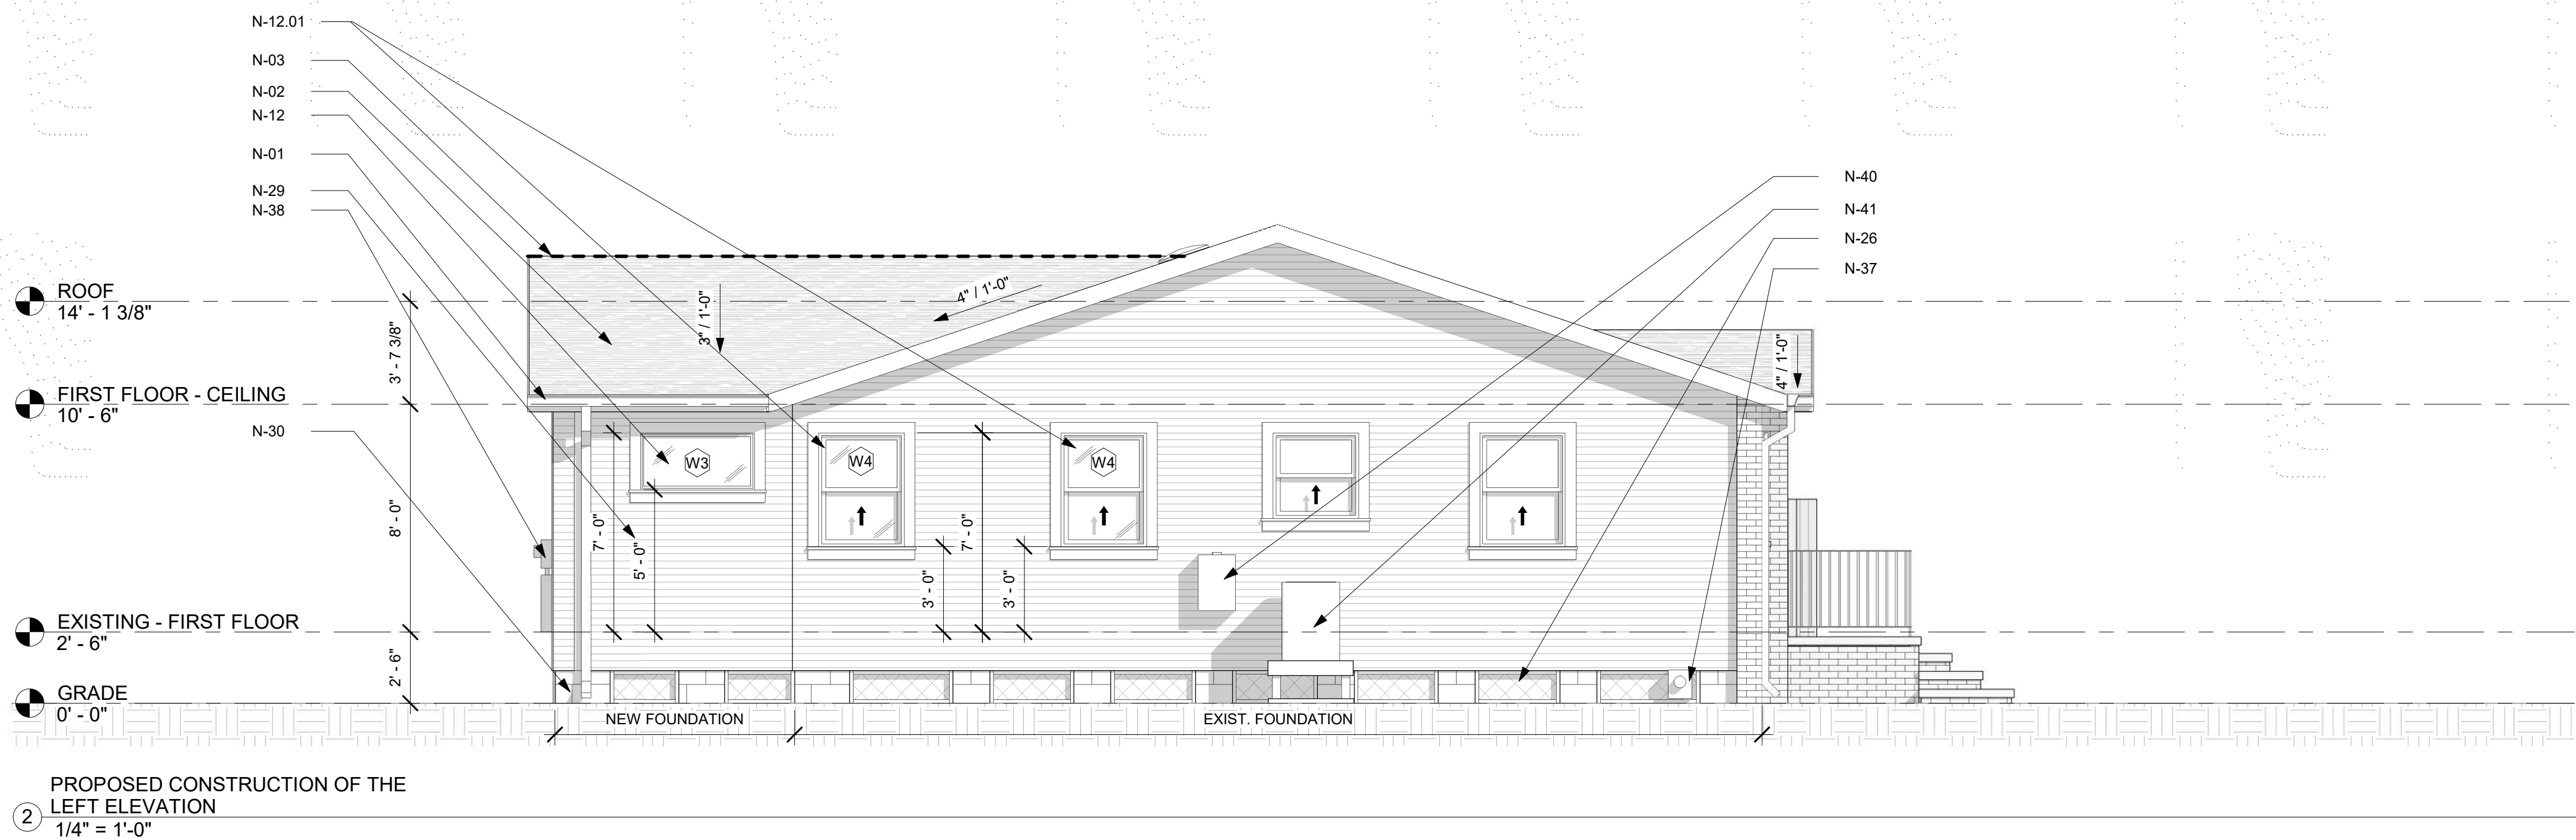 N-12.01
N-03
N-02
N-12
N-01
N-29
N-38
N-30
N-40
N-41
N-26
N-37
ROOF
14' - 1 3/8"
FIRST FLOOR - CEILING
10' - 6"
EXISTING - FIRST FLOOR
2' - 6"
GRADE
0' - 0"
3' - 7 3/8"
8' - 0"
2' - 6"
3" / 1'-0"
4" / 1'-0"
4" / 1'-0"
W3
W4
W4
7' - 0"
5' - 0"
3' - 0"
7' - 0"
3' - 0"
NEW FOUNDATION
EXIST. FOUNDATION
2
PROPOSED CONSTRUCTION OF THE
LEFT ELEVATION
1/4" = 1'-0"